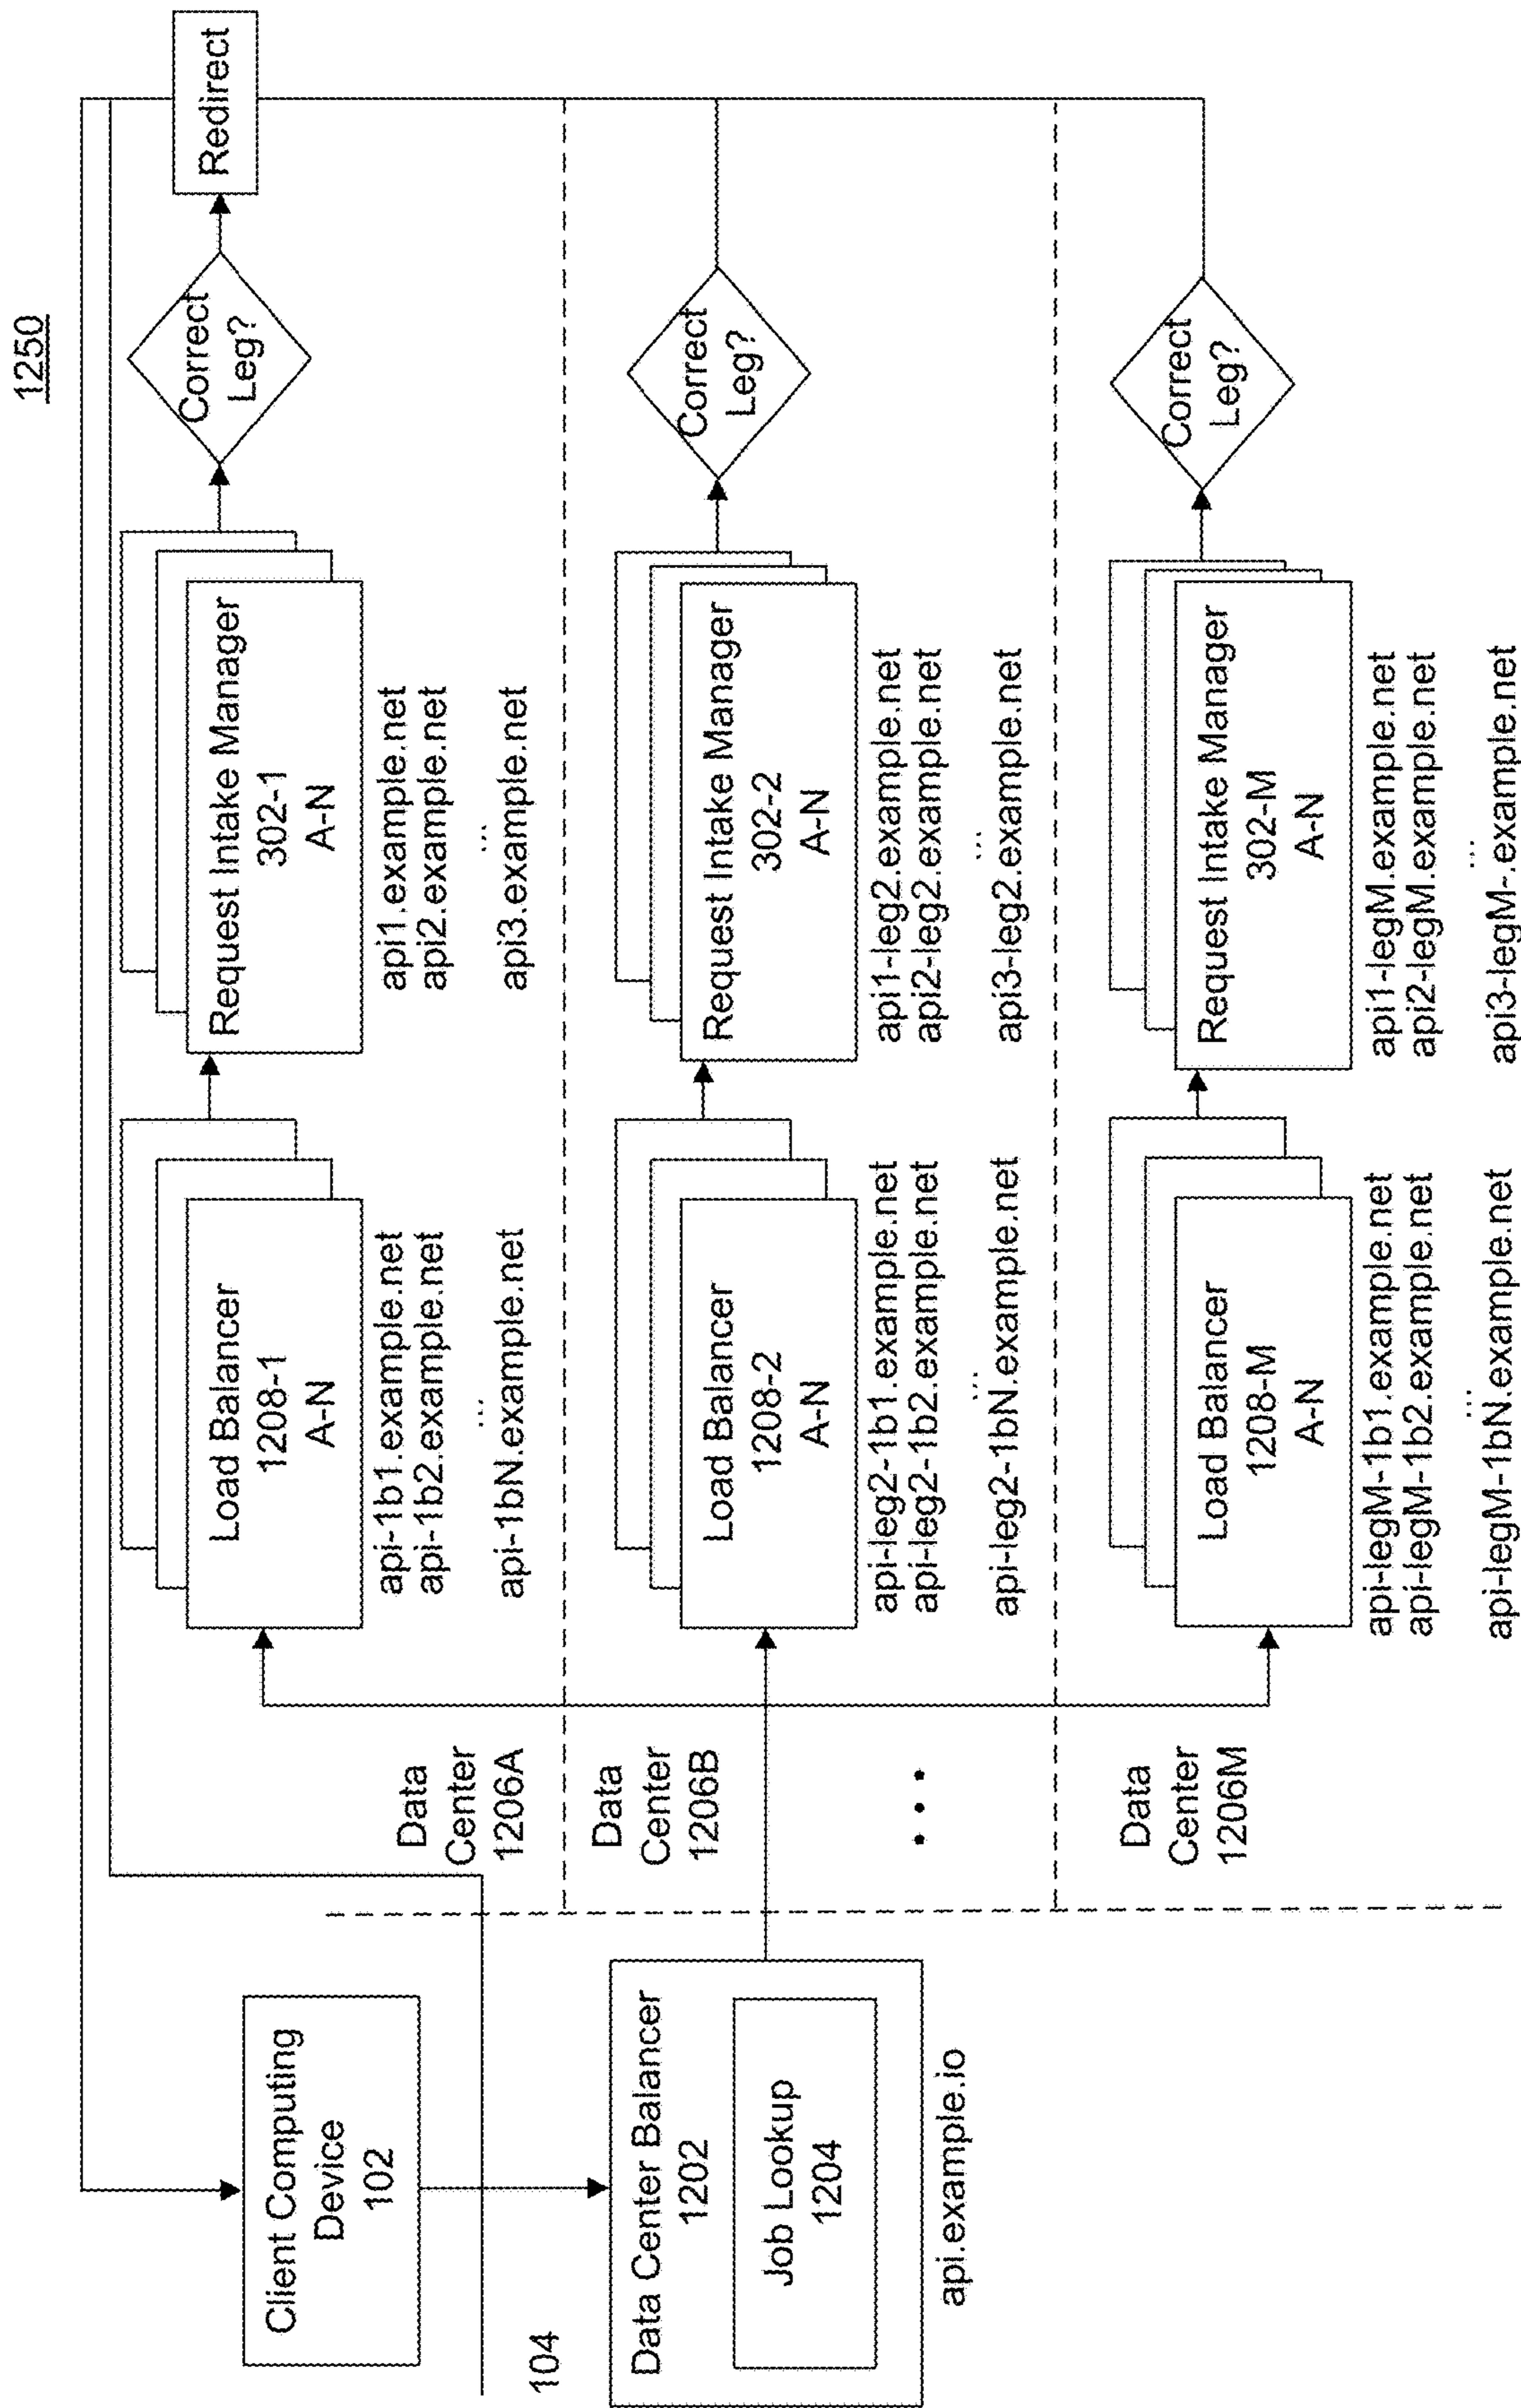 1250
Client Computing
Device
102
104
Data Center Balancer
1202
Job Lookup
1204
api.example.io
Data
Center
1206A
Load Balancer
1208-1
A-N
api-1b1.example.net
api-1b2.example.net
...
api-1bN.example.net
Request Intake Manager
302-1
A-N
api1.example.net
api2.example.net
...
api3.example.net
Correct
Leg?
Redirect
Data
Center
1206B
Load Balancer
1208-2
A-N
api-leg2-1b1.example.net
api-leg2-1b2.example.net
...
api-leg2-1bN.example.net
Request Intake Manager
302-2
A-N
api1-leg2.example.net
api2-leg2.example.net
...
api3-leg2.example.net
Correct
Leg?
...
Data
Center
1206M
Load Balancer
1208-M
A-N
api-legM-1b1.example.net
api-legM-1b2.example.net
...
api-legM-1bN.example.net
Request Intake Manager
302-M
A-N
api1-legM.example.net
api2-legM.example.net
...
api3-legM-.example.net
Correct
Leg?